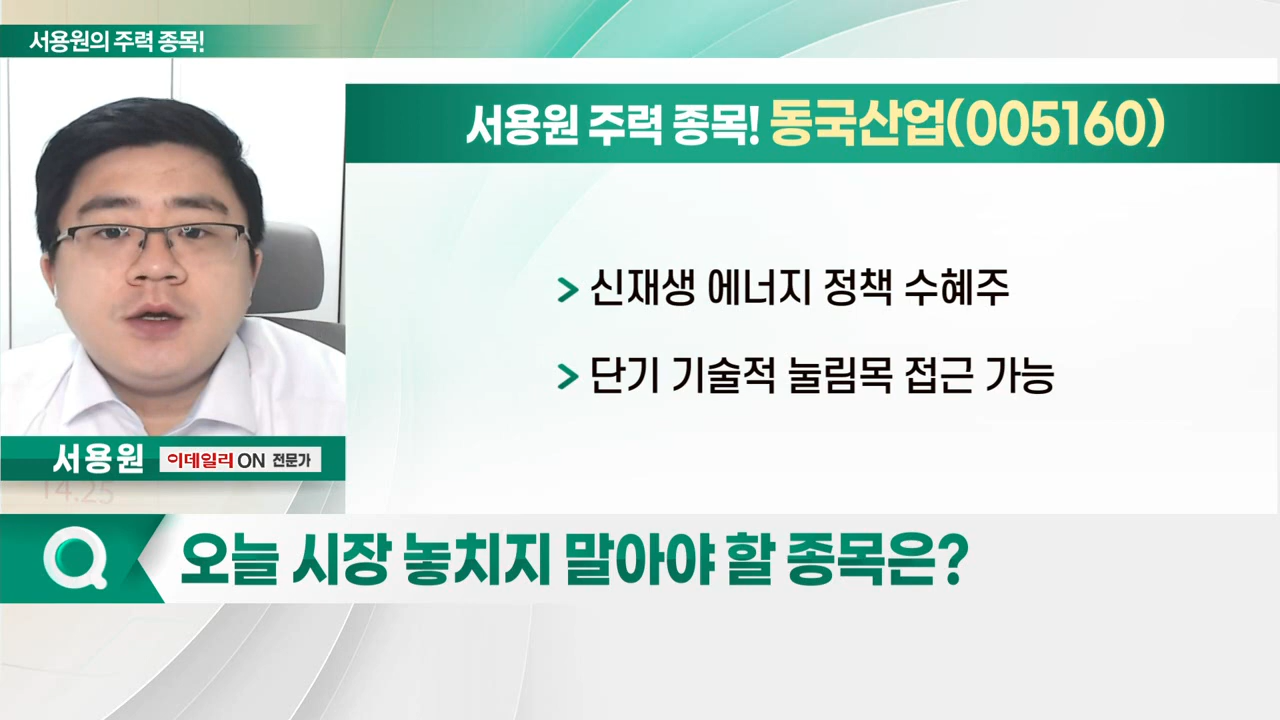 서용원의 주력 종목!
서용원 주력 종목! 동국산업(005160)
> 신재생 에너지 정책 수혜주
> 단기 기술적 눌림목 접근 가능
서용원 이데일리 ON 전문가
14.25
오늘 시장 놓치지 말아야 할 종목은?